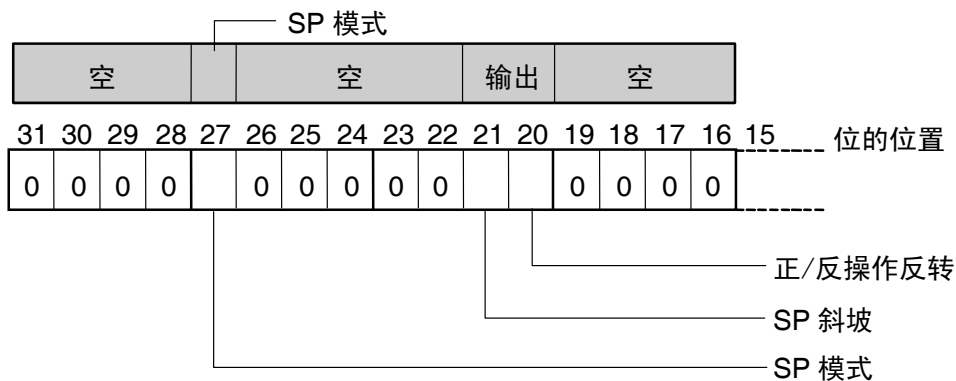 SP 模式
空 空 输出 空
31 30 29 28 27 26 25 24 23 22 21 20 19 18 17 16 15 位的位置
0 0 0 0 0 0 0 0 0 0 0 0 0
正/反操作反转
SP 斜坡
SP 模式